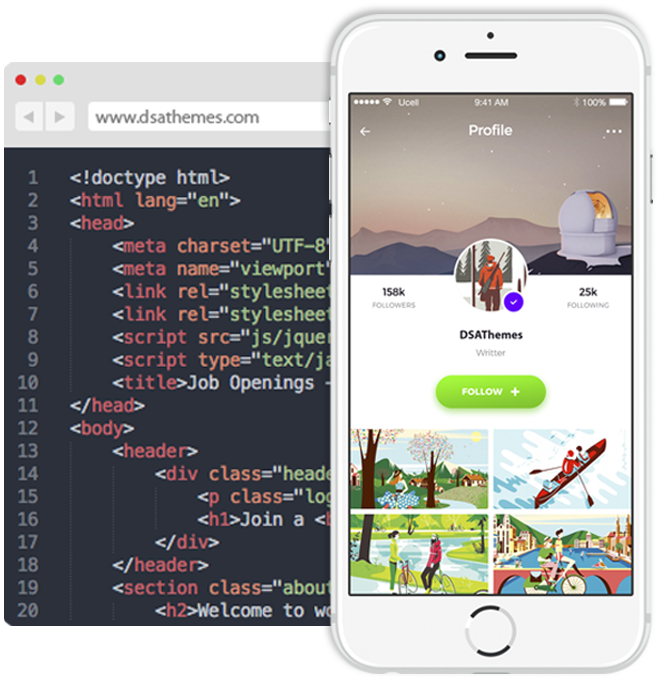 www.dsathemes.com
1 <!doctype html>
2 <html lang="en">
3 <head>
4 <meta charset="UTF-8"
5 <meta name="viewport"
6 <link rel="stylesheet
7 <link rel="stylesheet
8 <script src="js/jquer
9 <script type="text/ja
10 <title>Job Openings -
11 </head>
12 <body>
13 <header>
14 <div class="heade
15 <p class="log
16 <h1>Join a <b
17 </div>
18 </header>
19 <section class="about
20 <h2>Welcome to wo
Ucell 9:41 AM 100%
Profile
158k
FOLLOWERS
25k
FOLLOWING
DSAThemes
Writter
FOLLOW +